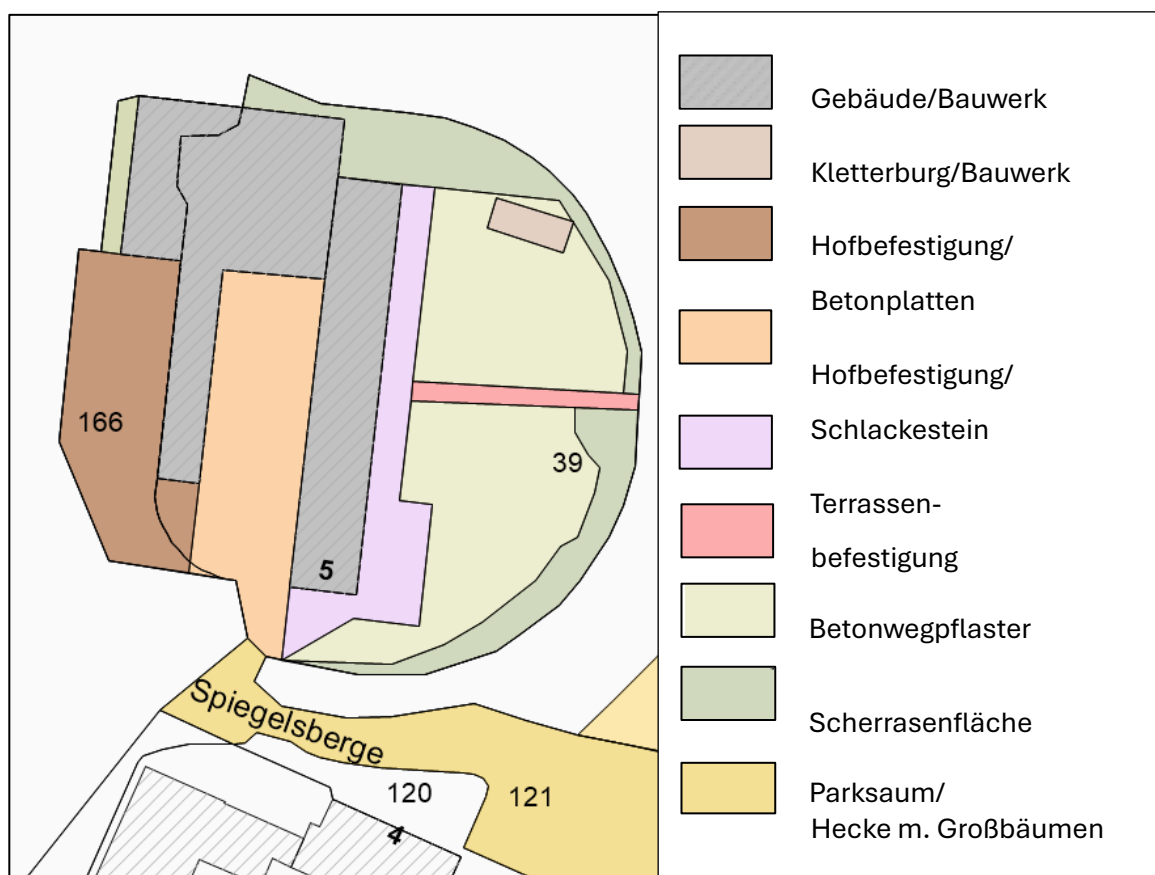 166
39
5
Spiegelsberge
120
121
4
Gebäude/Bauwerk
Kletterburg/Bauwerk
Hofbefestigung/
Betonplatten
Hofbefestigung/
Schlackestein
Terrassen-
befestigung
Betonwegpflaster
Scherrasenfläche
Parksaum/
Hecke m. Großbäumen